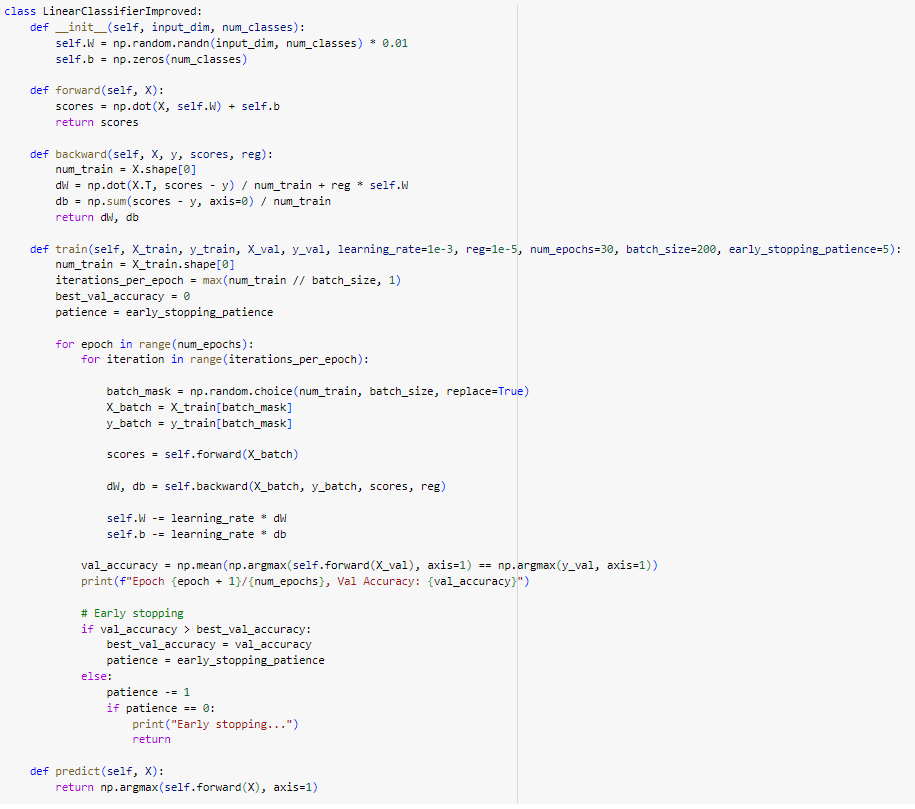 class LinearClassifierImproved:
    def __init__(self, input_dim, num_classes):
        self.W = np.random.randn(input_dim, num_classes) * 0.01
        self.b = np.zeros(num_classes)

    def forward(self, X):
        scores = np.dot(X, self.W) + self.b
        return scores

    def backward(self, X, y, scores, reg):
        num_train = X.shape[0]
        dW = np.dot(X.T, scores - y) / num_train + reg * self.W
        db = np.sum(scores - y, axis=0) / num_train
        return dW, db

    def train(self, X_train, y_train, X_val, y_val, learning_rate=1e-3, reg=1e-5, num_epochs=30, batch_size=200, early_stopping_patience=5):
        num_train = X_train.shape[0]
        iterations_per_epoch = max(num_train // batch_size, 1)
        best_val_accuracy = 0
        patience = early_stopping_patience

        for epoch in range(num_epochs):
            for iteration in range(iterations_per_epoch):

                batch_mask = np.random.choice(num_train, batch_size, replace=True)
                X_batch = X_train[batch_mask]
                y_batch = y_train[batch_mask]

                scores = self.forward(X_batch)

                dW, db = self.backward(X_batch, y_batch, scores, reg)

                self.W -= learning_rate * dW
                self.b -= learning_rate * db

            val_accuracy = np.mean(np.argmax(self.forward(X_val), axis=1) == np.argmax(y_val, axis=1))
            print(f"Epoch {epoch + 1}/{num_epochs}, Val Accuracy: {val_accuracy}")

            # Early stopping
            if val_accuracy > best_val_accuracy:
                best_val_accuracy = val_accuracy
                patience = early_stopping_patience
            else:
                patience -= 1
                if patience == 0:
                    print("Early stopping...")
                    return

    def predict(self, X):
        return np.argmax(self.forward(X), axis=1)